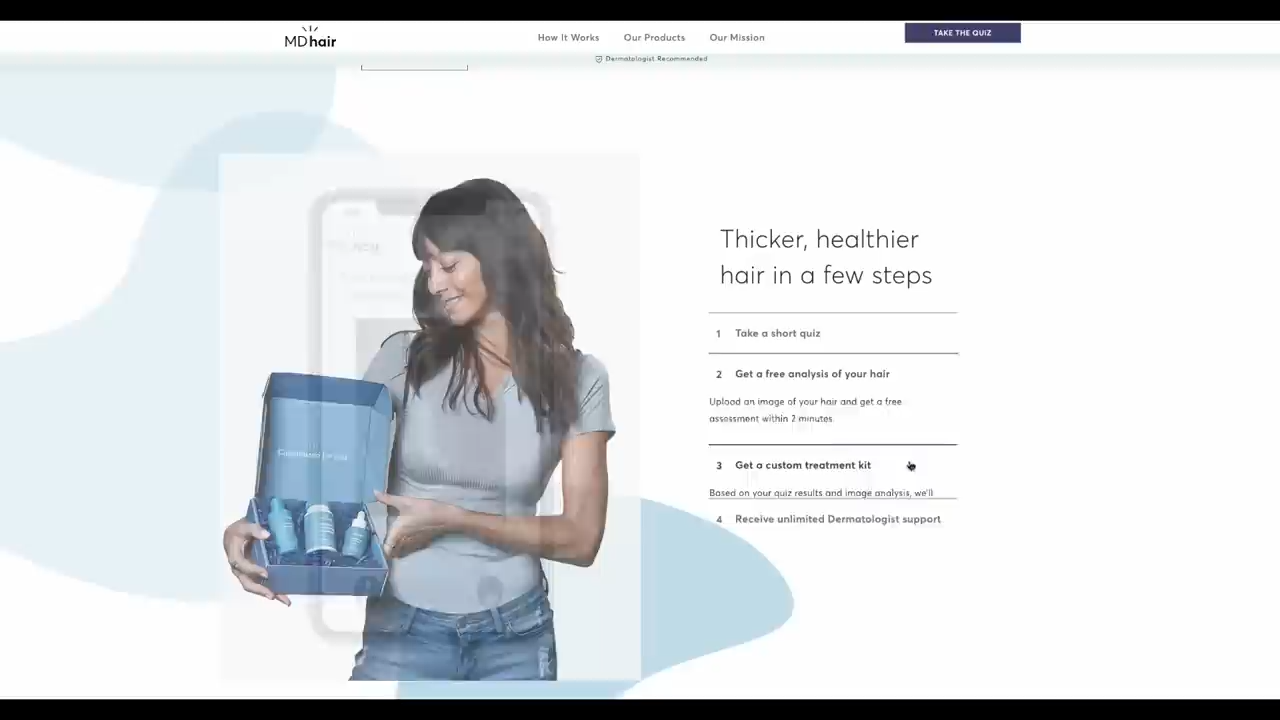 MDhair
How It Works
Our Products
Our Mission
TAKE THE QUIZ
Dermatologist Recommended
Thicker, healthier
hair in a few steps
1 Take a short quiz
2 Get a free analysis of your hair
Upload an image of your hair and get a free
assessment within 2 minutes
3 Get a custom treatment kit
Based on your quiz results and image analysis, we'll
4 Receive unlimited Dermatologist support